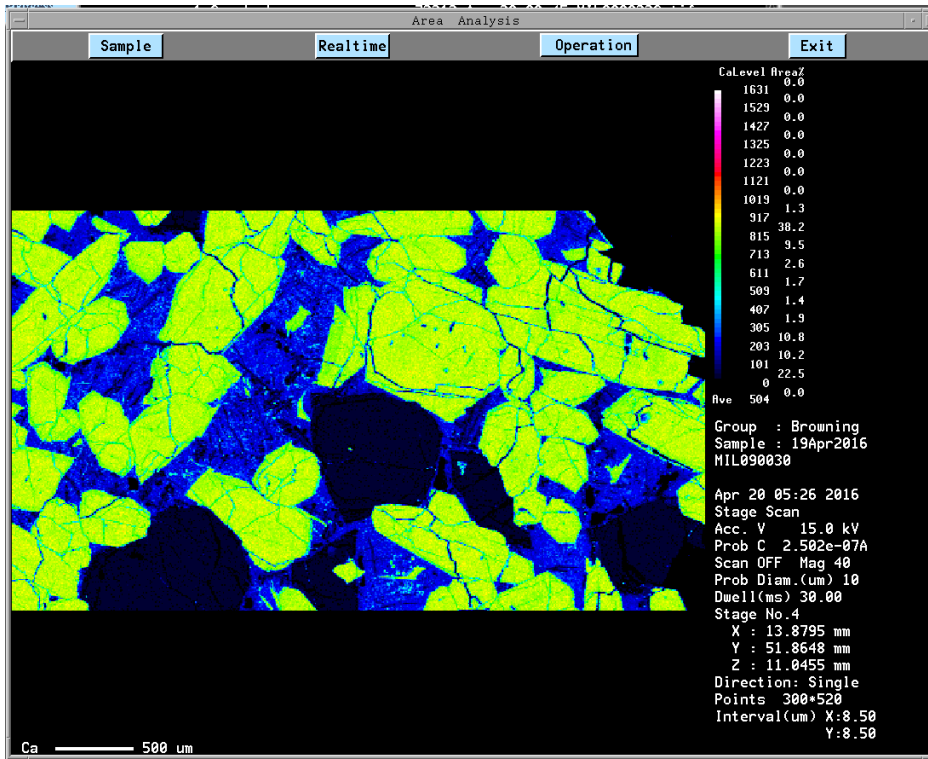 Area Analysis
Sample Realtime Operation Exit
CaLevel Area%
0.0
1631 0.0
1529 0.0
1427 0.0
1325 0.0
1223 0.0
1121 0.0
1019 1.3
917 38.2
815 9.5
713 2.6
611 1.7
509 1.4
407 1.9
305 10.8
203 10.2
101 22.5
0 0.0
Ave 504
Group : Browning
Sample : 19Apr2016
MIL090030
Apr 20 05:26 2016
Stage Scan
Acc. V 15.0 kV
Prob C 2.502e-07A
Scan OFF Mag 40
Prob Diam.(um) 10
Dwell(ms) 30.00
Stage No.4
X : 13.8795 mm
Y : 51.8648 mm
Z : 11.0455 mm
Direction: Single
Points 300*520
Interval(um) X:8.50
Y:8.50
Ca 500 um